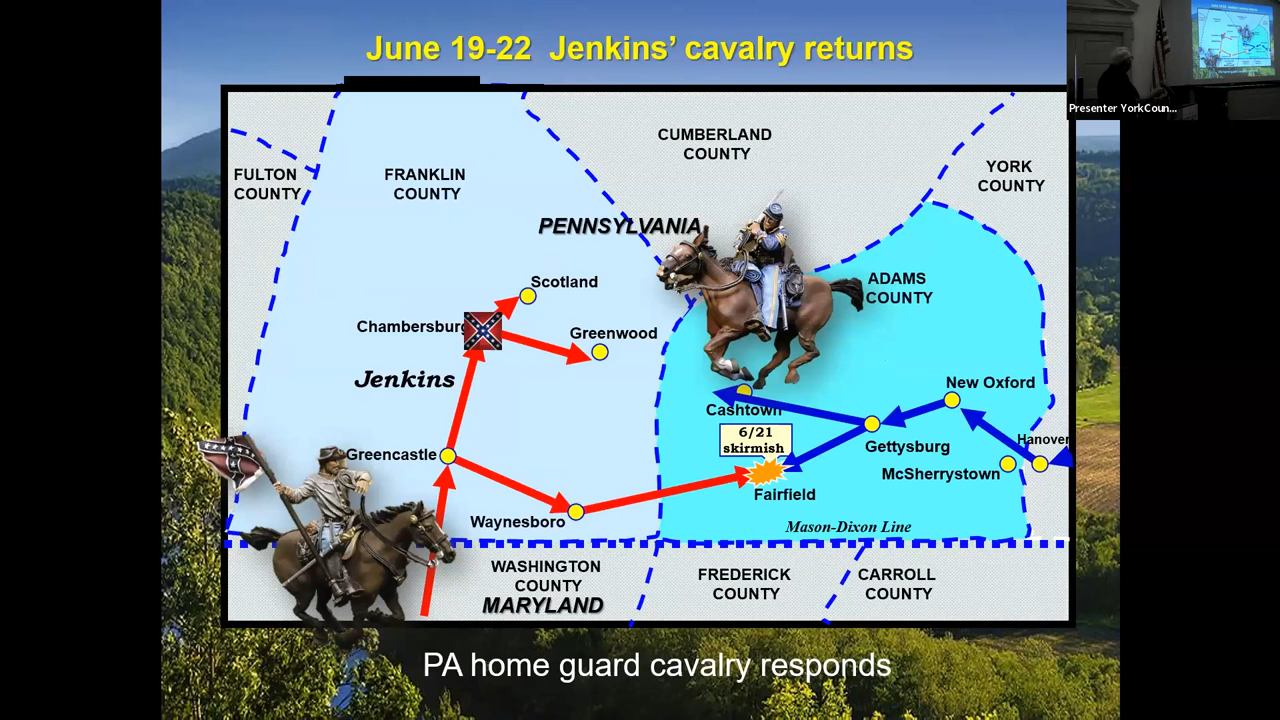 June 19-22  Jenkins’ cavalry returns
Presenter YorkCoun...
CUMBERLAND
COUNTY
YORK
COUNTY
FULTON
COUNTY
FRANKLIN
COUNTY
PENNSYLVANIA
ADAMS
COUNTY
Scotland
Chambersburg
Greenwood
Jenkins
New Oxford
Cashtown
6/21
skirmish
Gettysburg
Hanover
McSherrystown
Greencastle
Fairfield
Waynesboro
Mason-Dixon Line
WASHINGTON
COUNTY
MARYLAND
FREDERICK
COUNTY
CARROLL
COUNTY
PA home guard cavalry responds